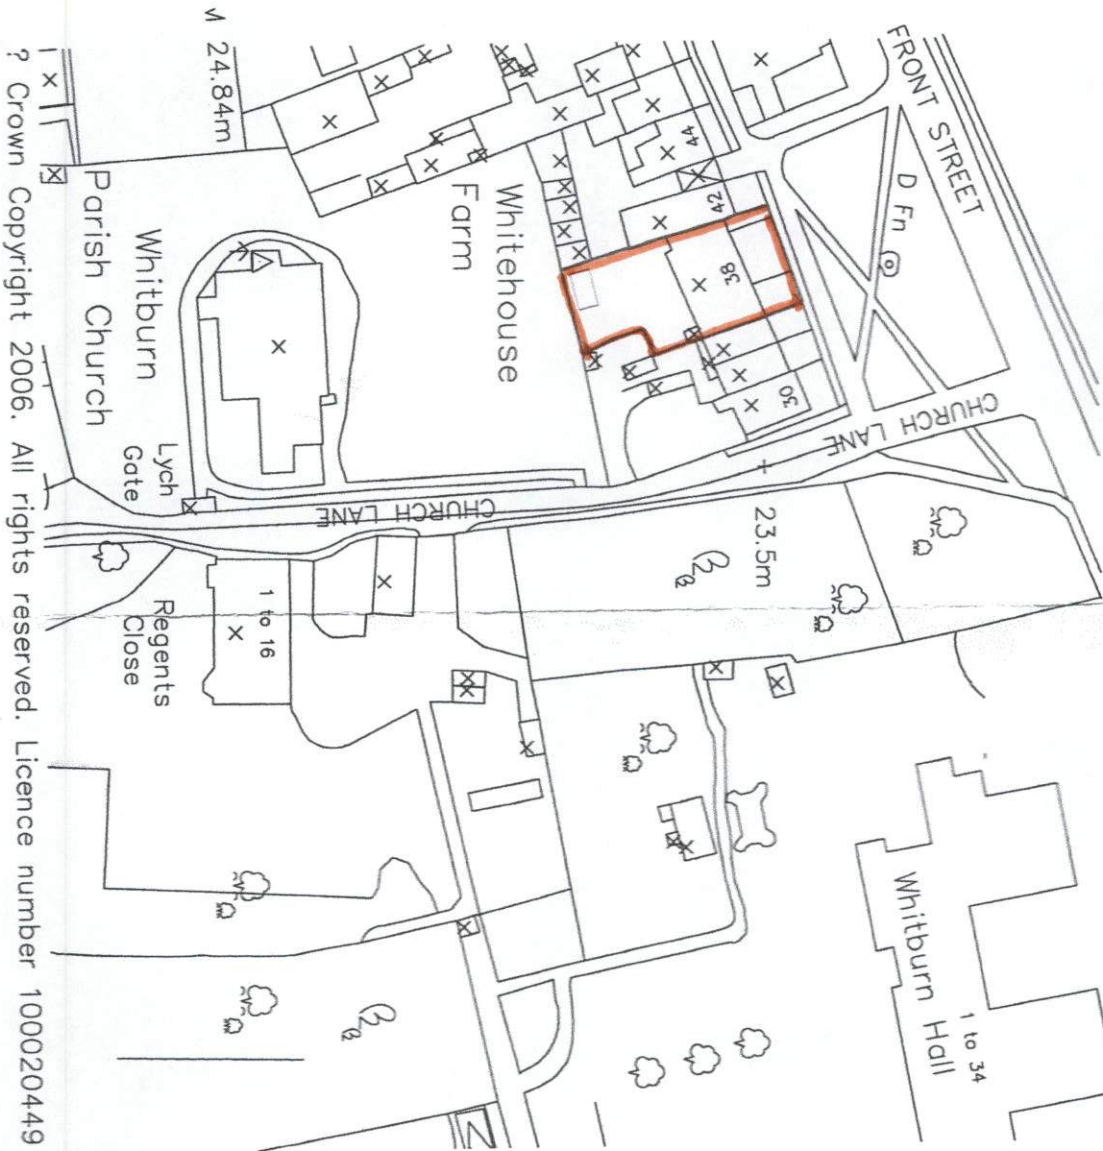 FRONT STREET
D Fn
44
42
38
30
Whitehouse
Farm
24.84m
Whitburn
Parish Church
CHURCH LANE
CHURCH LANE
Lych
Gate
23.5m
1 to 16
Regents
Close
Whitburn Hall
1 to 34
? Crown Copyright 2006. All rights reserved. Licence number 100020449